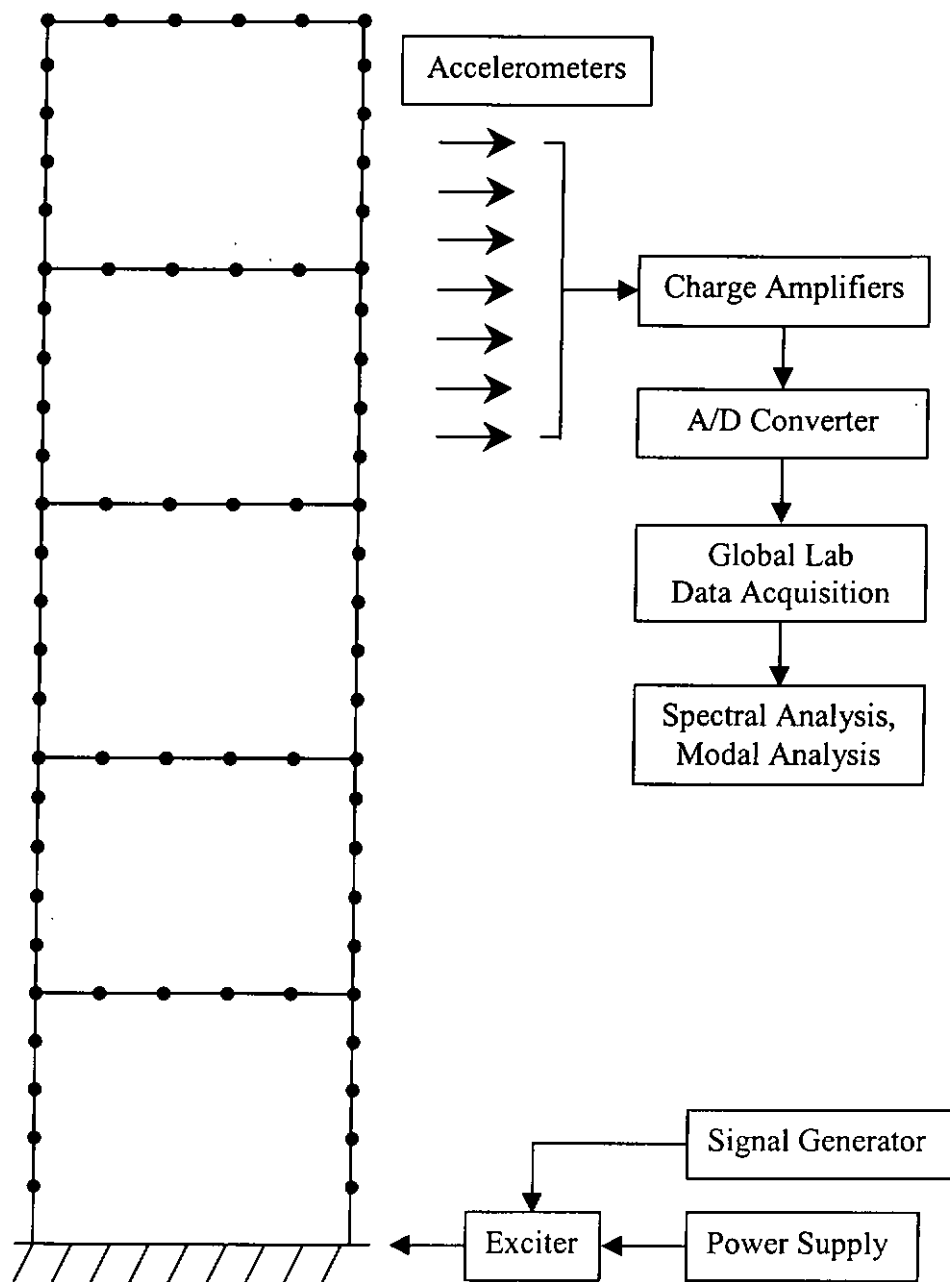 Accelerometers
Charge Amplifiers
A/D Converter
Global Lab
Data Acquisition
Spectral Analysis,
Modal Analysis
Signal Generator
Exciter
Power Supply